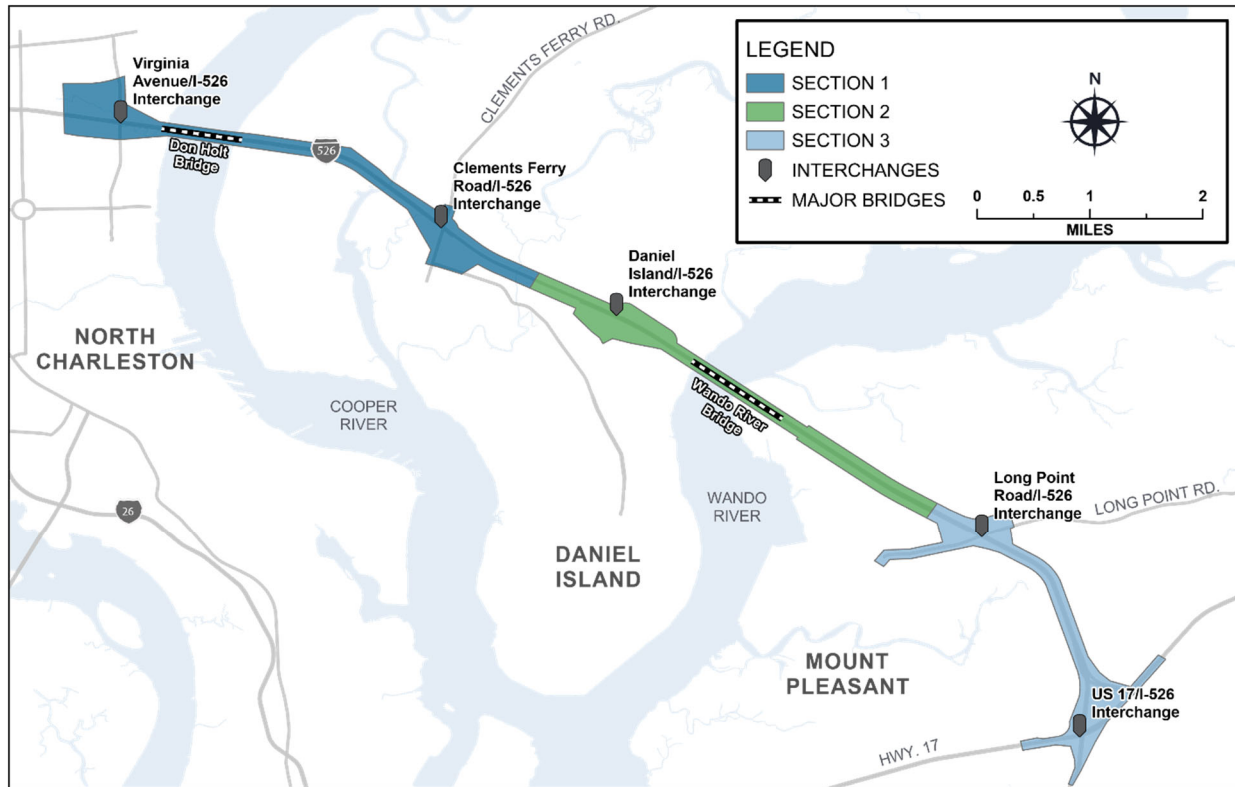 Virginia
Avenue/I-526
Interchange
Don Holt
Bridge
526
CLEMENTS FERRY RD.
Clements Ferry
Road/I-526
Interchange
Daniel
Island/I-526
Interchange
NORTH
CHARLESTON
COOPER
RIVER
Wando River
Bridge
WANDO
RIVER
26
DANIEL
ISLAND
Long Point
Road/I-526
Interchange
LONG POINT RD.
MOUNT
PLEASANT
US 17/I-526
Interchange
HWY. 17
LEGEND
SECTION 1
SECTION 2
SECTION 3
INTERCHANGES
MAJOR BRIDGES
N
0 0.5 1 2
MILES